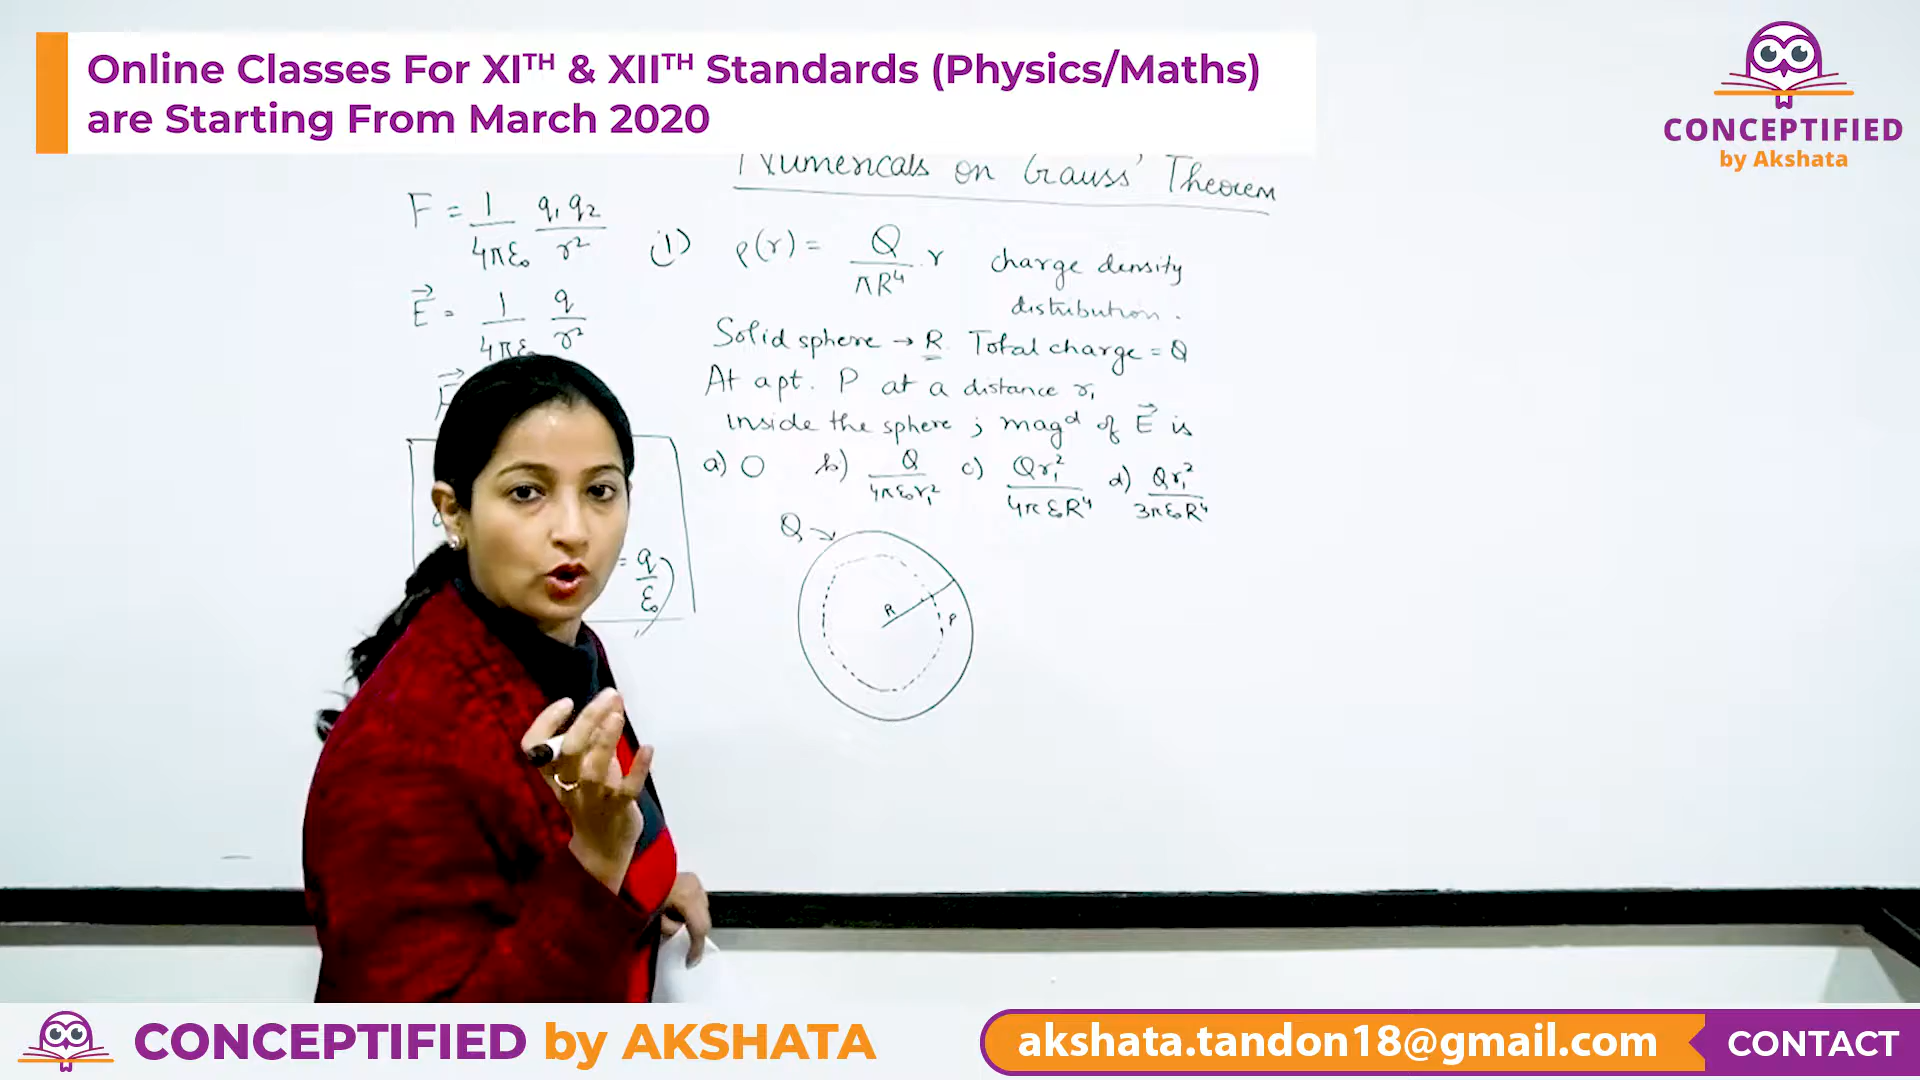 Online Classes For XIᵀᴴ & XIIᵀᴴ Standards (Physics/Maths)
are Starting From March 2020
CONCEPTIFIED
by Akshata
Numericals on Gauss' Theorem
F = 1/4πε₀ q₁q₂/r²
E⃗ = 1/4πε₀ q/r²
= q/ε₀
(1) ρ(r) = Q/πR⁴ r charge density
distribution.
Solid sphere → R. Total charge = Q
At a pt. P at a distance r₁
inside the sphere ; magᵈ of E⃗ is
a) 0 b) Q/4πε₀r₁² c) Qr₁²/4πε₀R⁴ d) Qr₁²/3πε₀R⁴
Q
R
P
CONCEPTIFIED by AKSHATA
akshata.tandon18@gmail.com
CONTACT